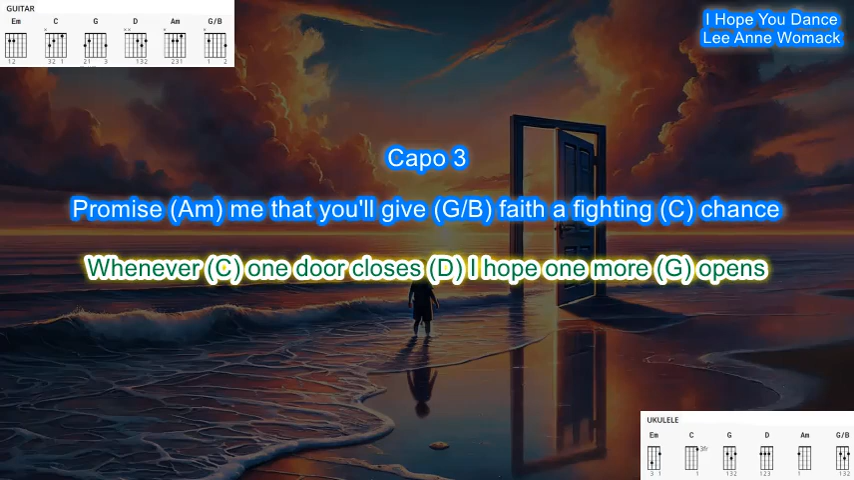 GUITAR
Em C G D Am G/B
I Hope You Dance
Lee Anne Womack
Capo 3
Promise (Am) me that you'll give (G/B) faith a fighting (C) chance
Whenever (C) one door closes (D) I hope one more (G) opens
UKULELE
Em C G D Am G/B
3fr